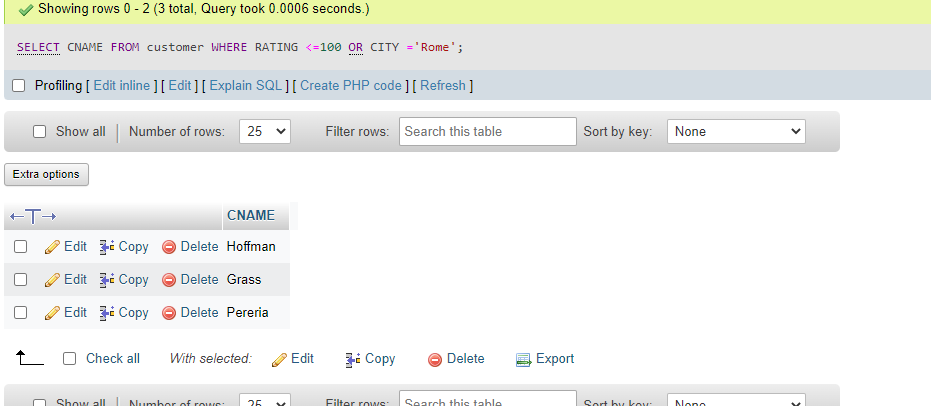 Showing rows 0 - 2 (3 total, Query took 0.0006 seconds.)
SELECT CNAME FROM customer WHERE RATING <=100 OR CITY ='Rome';
Profiling [ Edit inline ] [ Edit ] [ Explain SQL ] [ Create PHP code ] [ Refresh ]
Show all | Number of rows: 25 Filter rows: Search this table Sort by key: None
Extra options
←T→ CNAME
Edit Copy Delete Hoffman
Edit Copy Delete Grass
Edit Copy Delete Pereria
Check all With selected: Edit Copy Delete Export
Show all | Number of rows: 25 Filter rows: Search this table Sort by key: None